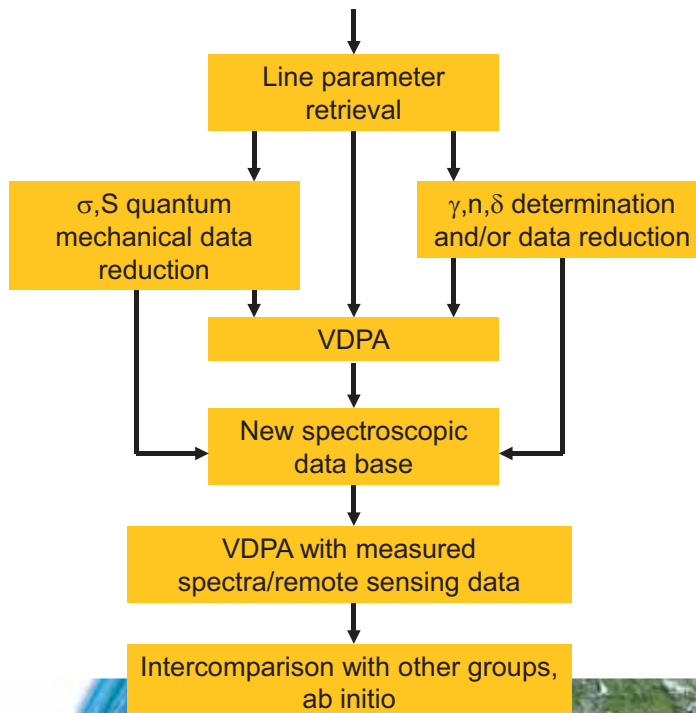 Line parameter
retrieval
σ,S quantum
mechanical data
reduction
γ,n,δ determination
and/or data reduction
VDPA
New spectroscopic
data base
VDPA with measured
spectra/remote sensing data
Intercomparison with other groups,
ab initio